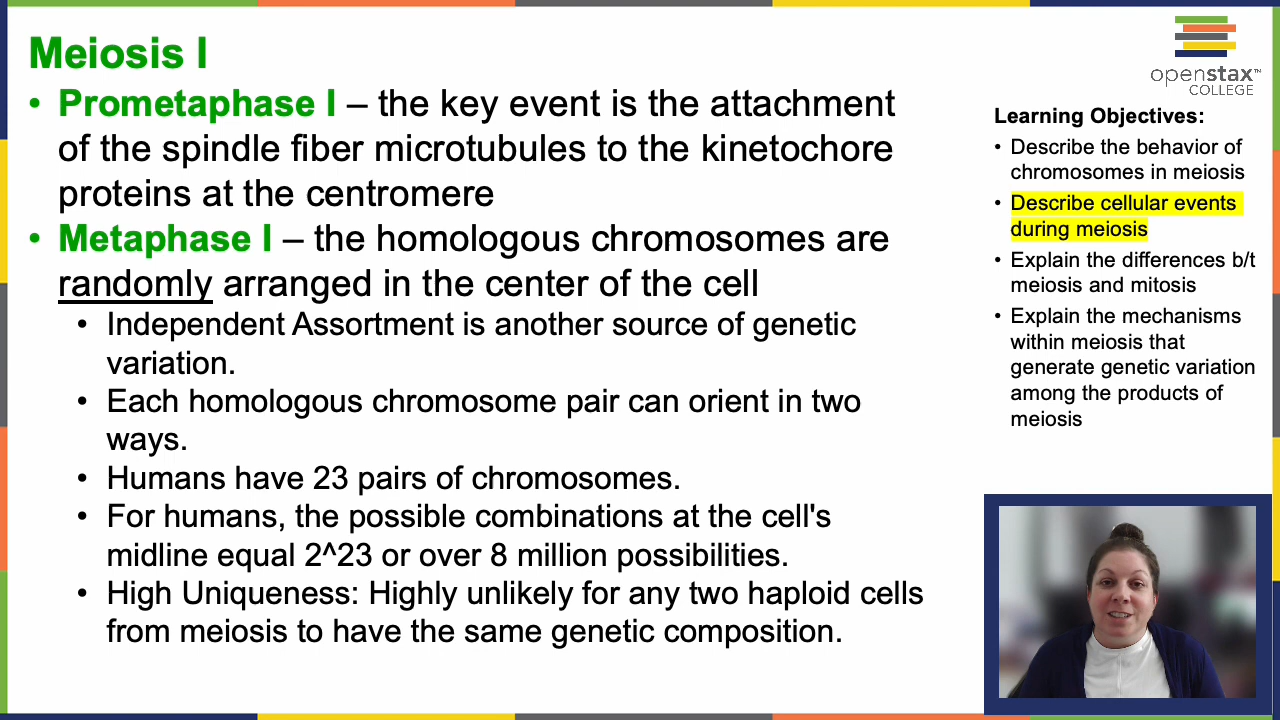 Meiosis I
• Prometaphase I – the key event is the attachment
of the spindle fiber microtubules to the kinetochore
proteins at the centromere
• Metaphase I – the homologous chromosomes are
randomly arranged in the center of the cell
• Independent Assortment is another source of genetic
variation.
• Each homologous chromosome pair can orient in two
ways.
• Humans have 23 pairs of chromosomes.
• For humans, the possible combinations at the cell's
midline equal 2^23 or over 8 million possibilities.
• High Uniqueness: Highly unlikely for any two haploid cells
from meiosis to have the same genetic composition.
openstax™
COLLEGE
Learning Objectives:
• Describe the behavior of
chromosomes in meiosis
• Describe cellular events
during meiosis
• Explain the differences b/t
meiosis and mitosis
• Explain the mechanisms
within meiosis that
generate genetic variation
among the products of
meiosis